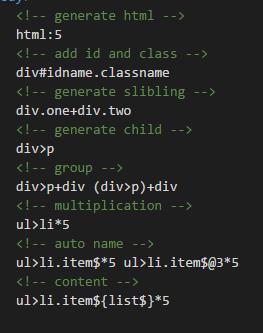 <!-- generate html -->
html:5
<!-- add id and class -->
div#idname.classname
<!-- generate slibling -->
div.one+div.two
<!-- generate child -->
div>p
<!-- group -->
div>p+div (div>p)+div
<!-- multiplication -->
ul>li*5
<!-- auto name -->
ul>li.item$*5 ul>li.item$@3*5
<!-- content -->
ul>li.item${list$}*5